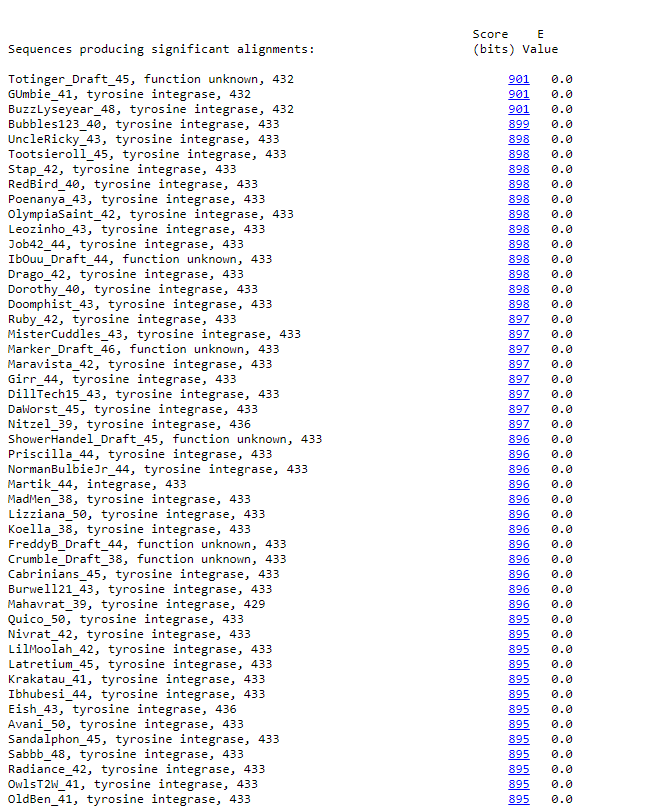 Score E
Sequences producing significant alignments: (bits) Value
Totinger_Draft_45, function unknown, 432 901 0.0
GUmbie_41, tyrosine integrase, 432 901 0.0
BuzzLyseyear_48, tyrosine integrase, 432 901 0.0
Bubbles123_40, tyrosine integrase, 433 899 0.0
UncleRicky_43, tyrosine integrase, 433 898 0.0
Tootsieroll_45, tyrosine integrase, 433 898 0.0
Stap_42, tyrosine integrase, 433 898 0.0
RedBird_40, tyrosine integrase, 433 898 0.0
Poenanya_43, tyrosine integrase, 433 898 0.0
OlympiaSaint_42, tyrosine integrase, 433 898 0.0
Leozinho_43, tyrosine integrase, 433 898 0.0
Job42_44, tyrosine integrase, 433 898 0.0
IbOuu_Draft_44, function unknown, 433 898 0.0
Drago_42, tyrosine integrase, 433 898 0.0
Dorothy_40, tyrosine integrase, 433 898 0.0
Doomphist_43, tyrosine integrase, 433 898 0.0
Ruby_42, tyrosine integrase, 433 897 0.0
MisterCuddles_43, tyrosine integrase, 433 897 0.0
Marker_Draft_46, function unknown, 433 897 0.0
Maravista_42, tyrosine integrase, 433 897 0.0
Girr_44, tyrosine integrase, 433 897 0.0
DillTech15_43, tyrosine integrase, 433 897 0.0
DaWorst_45, tyrosine integrase, 433 897 0.0
Nitzel_39, tyrosine integrase, 436 897 0.0
ShowerHandel_Draft_45, function unknown, 433 896 0.0
Priscilla_44, tyrosine integrase, 433 896 0.0
NormanBulbieJr_44, tyrosine integrase, 433 896 0.0
Martik_44, integrase, 433 896 0.0
MadMen_38, tyrosine integrase, 433 896 0.0
Lizziana_50, tyrosine integrase, 433 896 0.0
Koella_38, tyrosine integrase, 433 896 0.0
FreddyB_Draft_44, function unknown, 433 896 0.0
Crumble_Draft_38, function unknown, 433 896 0.0
Cabrinians_45, tyrosine integrase, 433 896 0.0
Burwell21_43, tyrosine integrase, 433 896 0.0
Mahavrat_39, tyrosine integrase, 429 896 0.0
Quico_50, tyrosine integrase, 433 895 0.0
Nivrat_42, tyrosine integrase, 433 895 0.0
LilMoolah_42, tyrosine integrase, 433 895 0.0
Latretium_45, tyrosine integrase, 433 895 0.0
Krakatau_41, tyrosine integrase, 433 895 0.0
Ibhubesi_44, tyrosine integrase, 433 895 0.0
Eish_43, tyrosine integrase, 436 895 0.0
Avani_50, tyrosine integrase, 433 895 0.0
Sandalphon_45, tyrosine integrase, 433 895 0.0
Sabbb_48, tyrosine integrase, 433 895 0.0
Radiance_42, tyrosine integrase, 433 895 0.0
OwlsT2W_41, tyrosine integrase, 433 895 0.0
OldBen_41, tyrosine integrase, 433 895 0.0